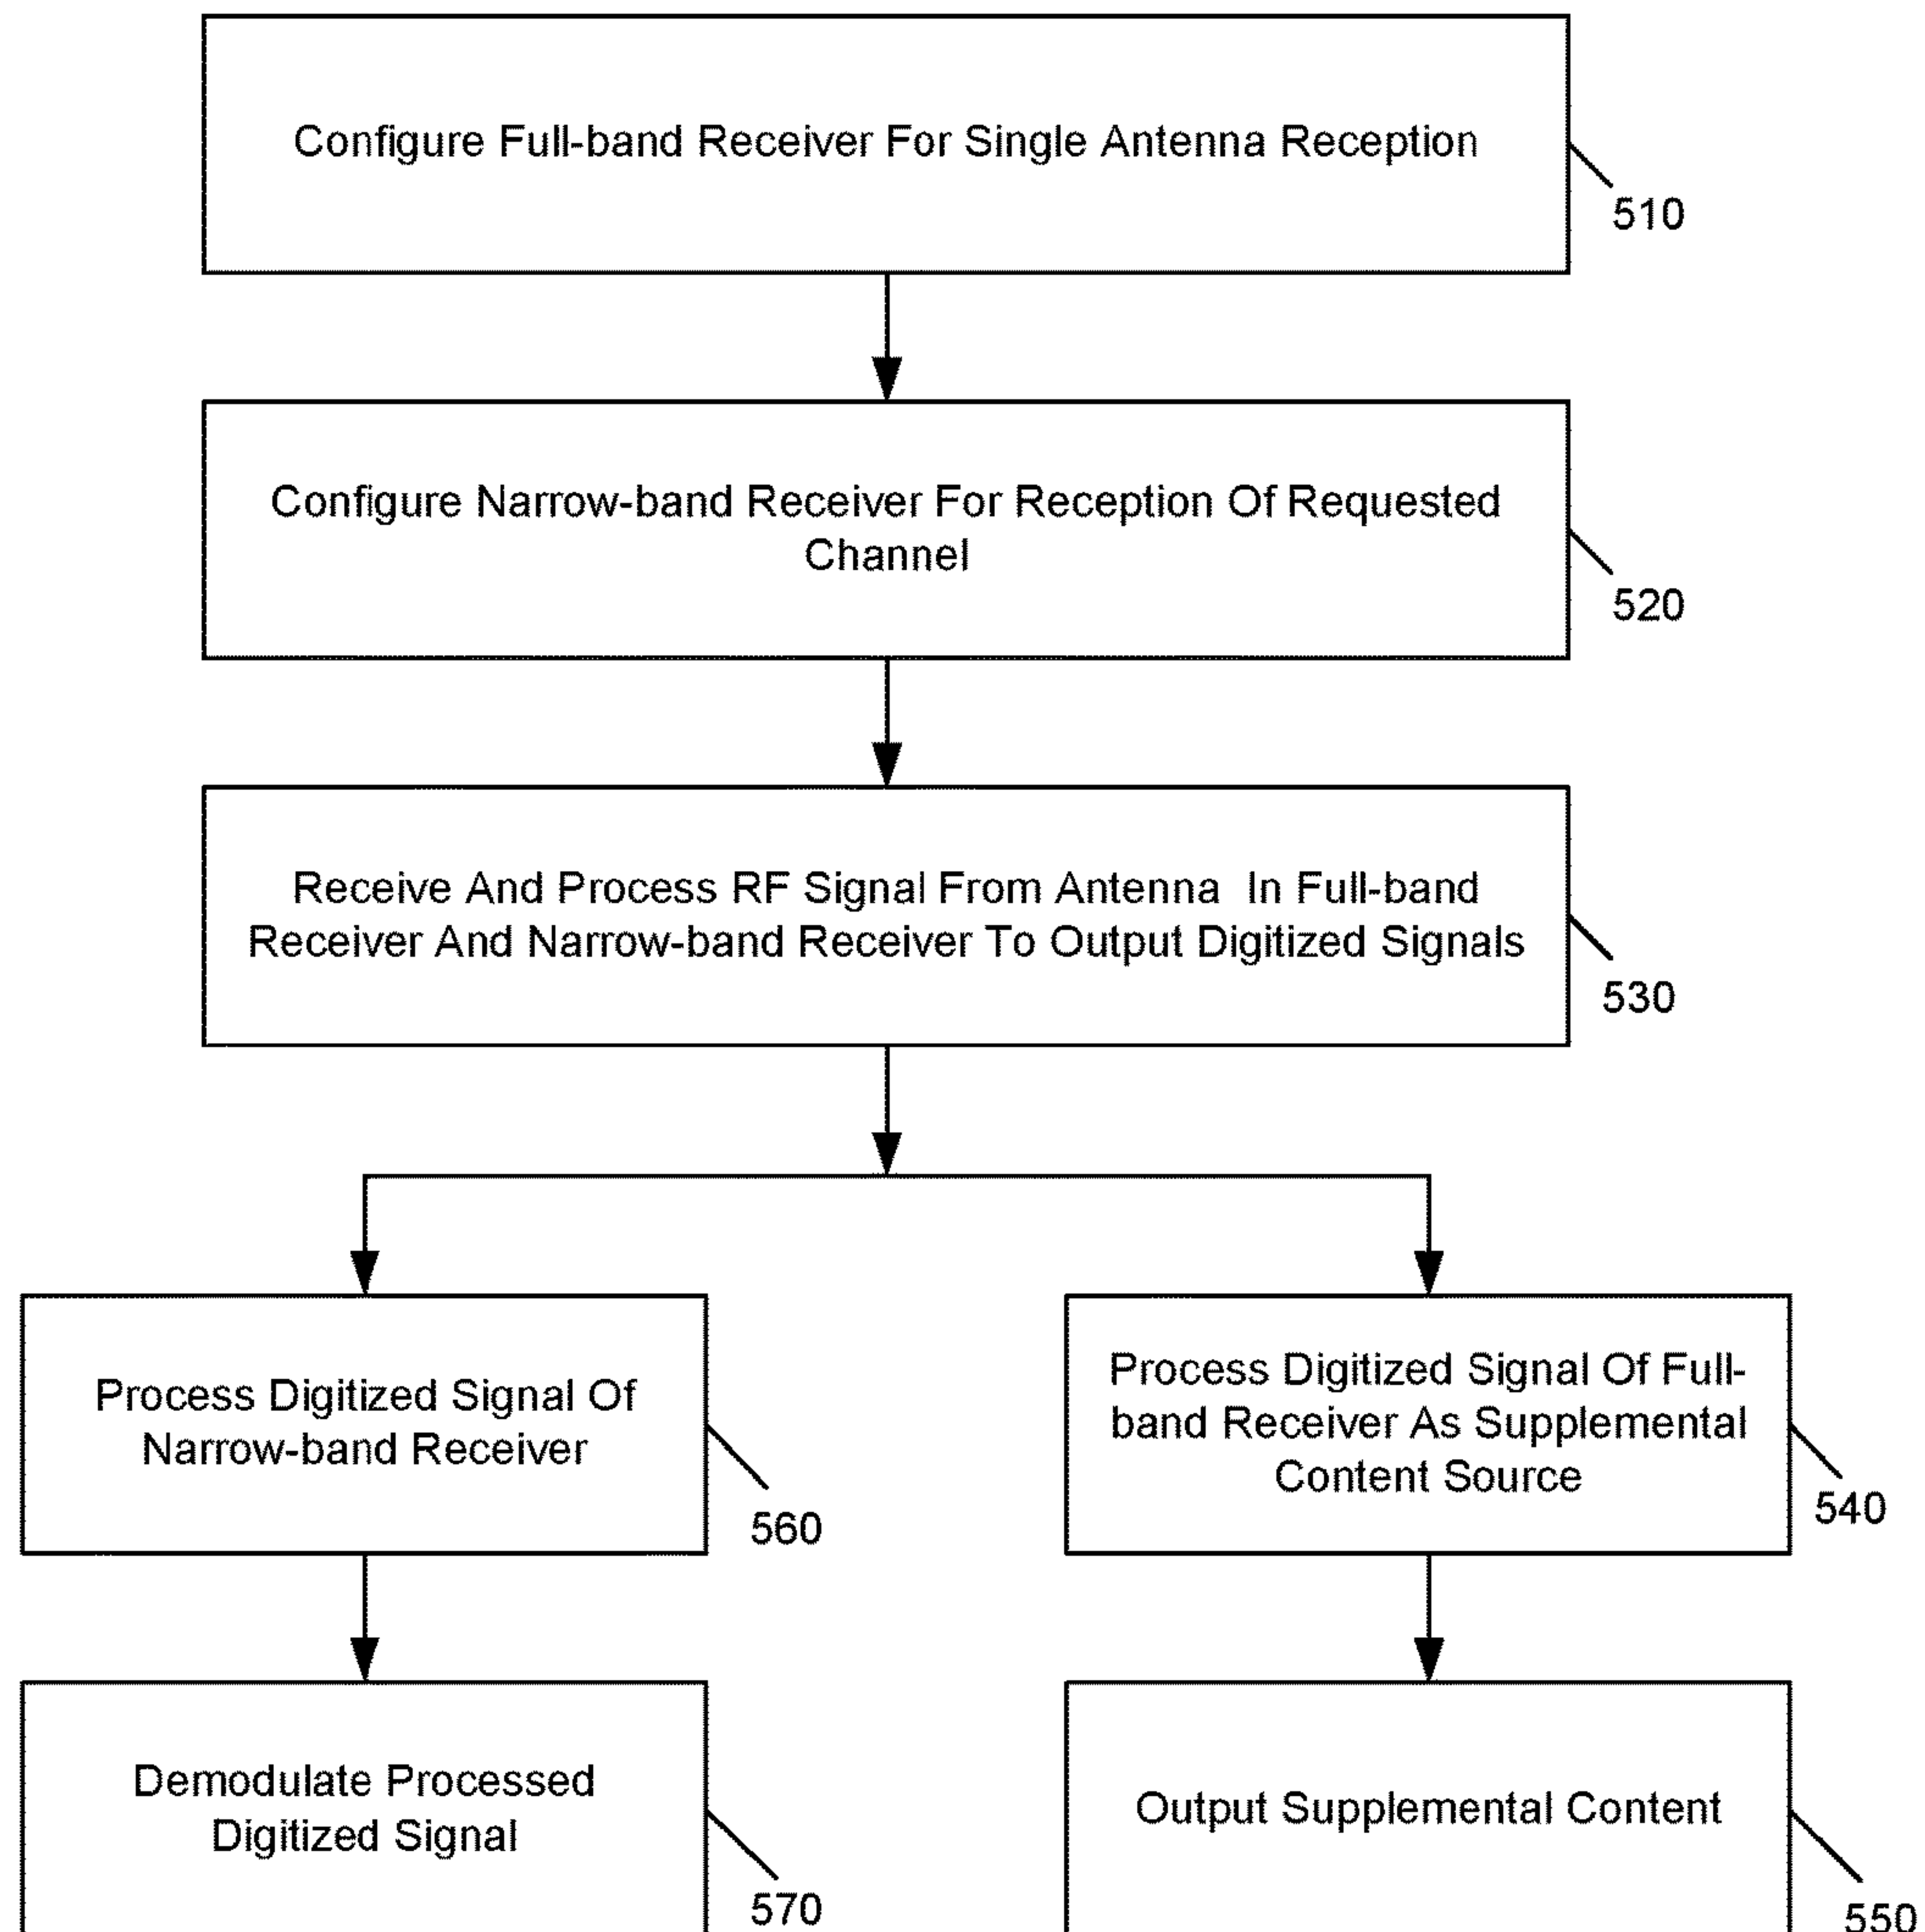 Configure Full-band Receiver For Single Antenna Reception
510
Configure Narrow-band Receiver For Reception Of Requested
Channel
520
Receive And Process RF Signal From Antenna In Full-band
Receiver And Narrow-band Receiver To Output Digitized Signals
530
Process Digitized Signal Of
Narrow-band Receiver
560
Process Digitized Signal Of Full-
band Receiver As Supplemental
Content Source
540
Demodulate Processed
Digitized Signal
570
Output Supplemental Content
550